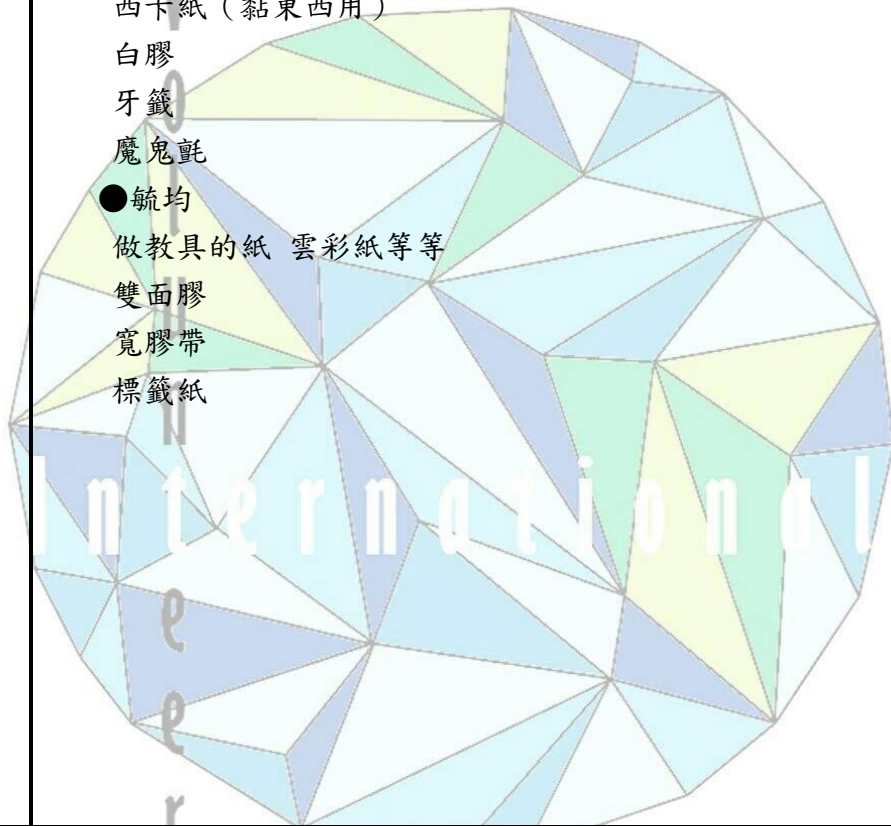 西卡紙（黏東西用）
白膠
牙籤
魔鬼氈
●毓均
做教具的紙 雲彩紙等等
雙面膠
寬膠帶
標籤紙
International
o
l
u
n
t
e
e
r